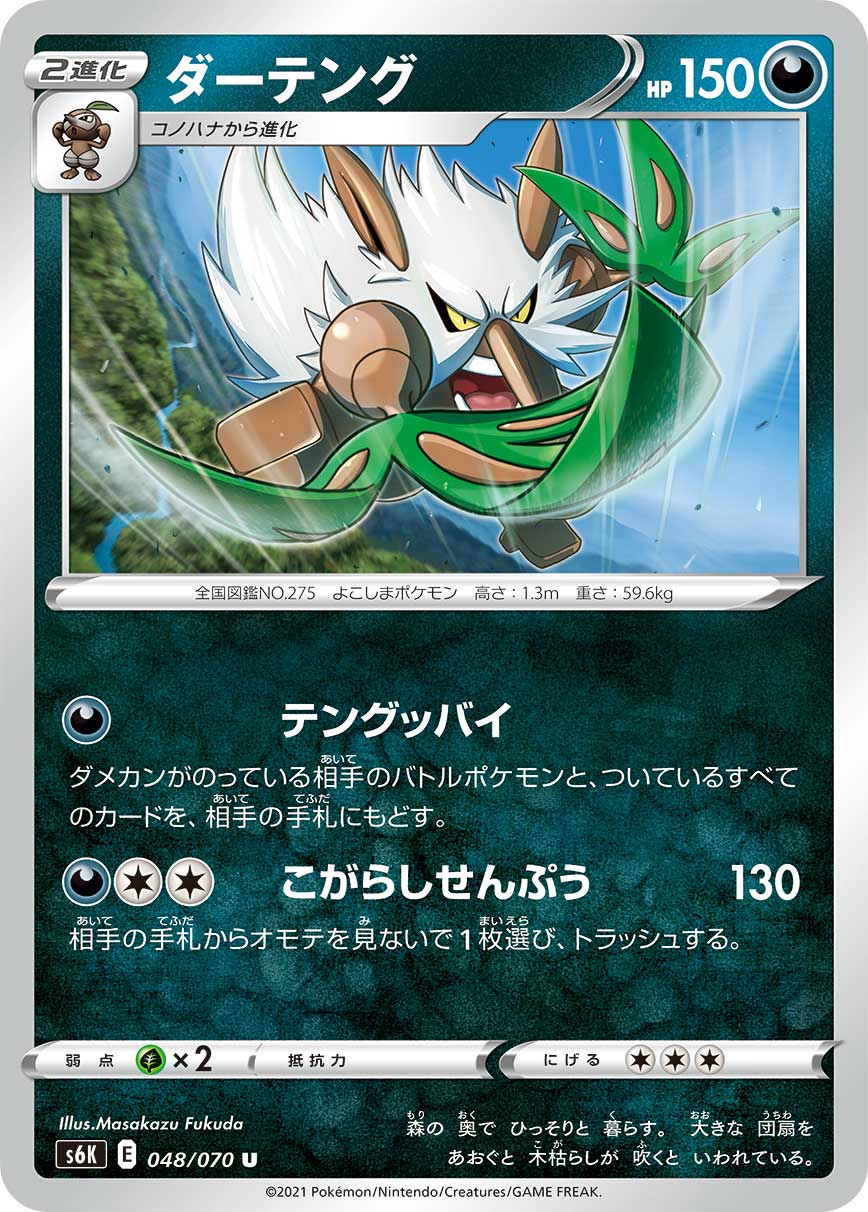 2進化
ダーテング
HP 150
コノハナから進化
全国図鑑NO.275 よこしまポケモン 高さ：1.3m 重さ：59.6kg
テングッバイ
ダメカンがのっている相手のバトルポケモンと、ついているすべて
のカードを、相手の手札にもどす。
こがらしせんぷう 130
相手の手札からオモテを見ないで1枚選び、トラッシュする。
弱点 ×2 抵抗力 にげる
Illus.Masakazu Fukuda
s6K E 048/070 U
森の 奥で ひっそりと 暮らす。 大きな 団扇を
あおぐと 木枯らしが 吹くと いわれている。
©2021 Pokémon/Nintendo/Creatures/GAME FREAK.